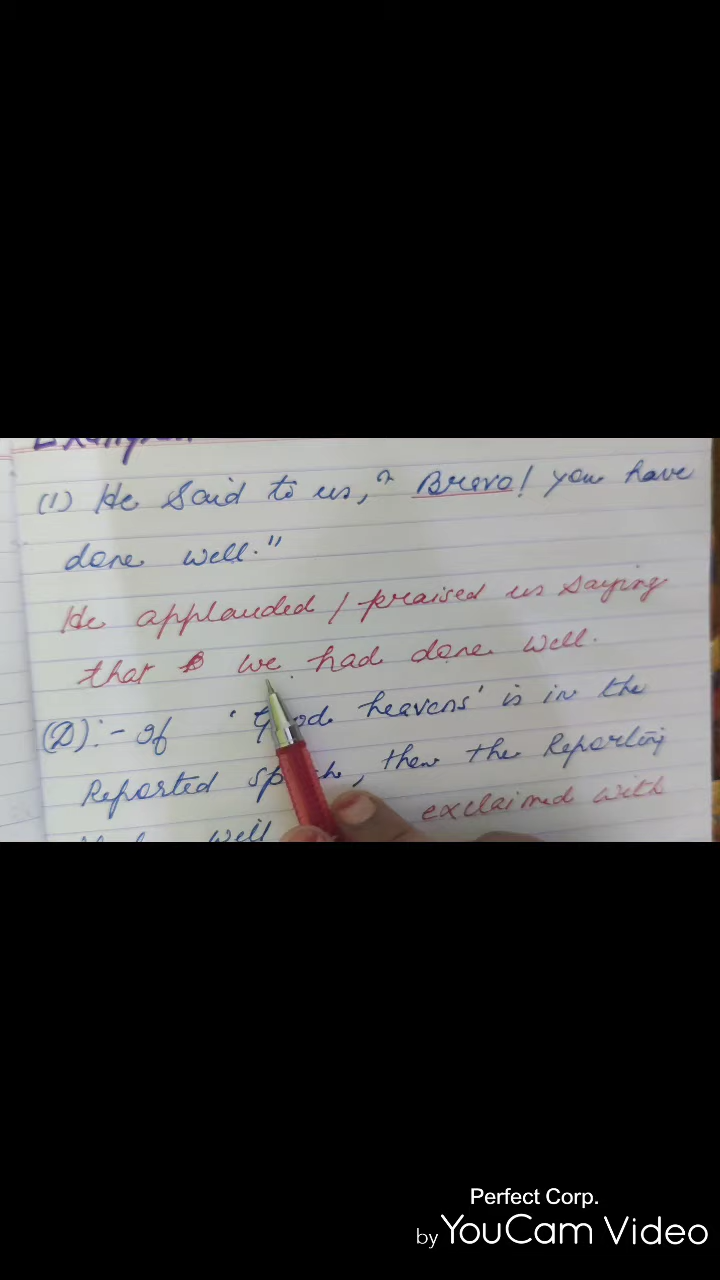 (1) He said to us, " Bravo! you have
done well."
He applauded / praised us saying
that we had done well.
(D):- If 'Good heavens' is in the
Reported speech, then the Reporting
will exclaimed with
Perfect Corp.
by YouCam Video